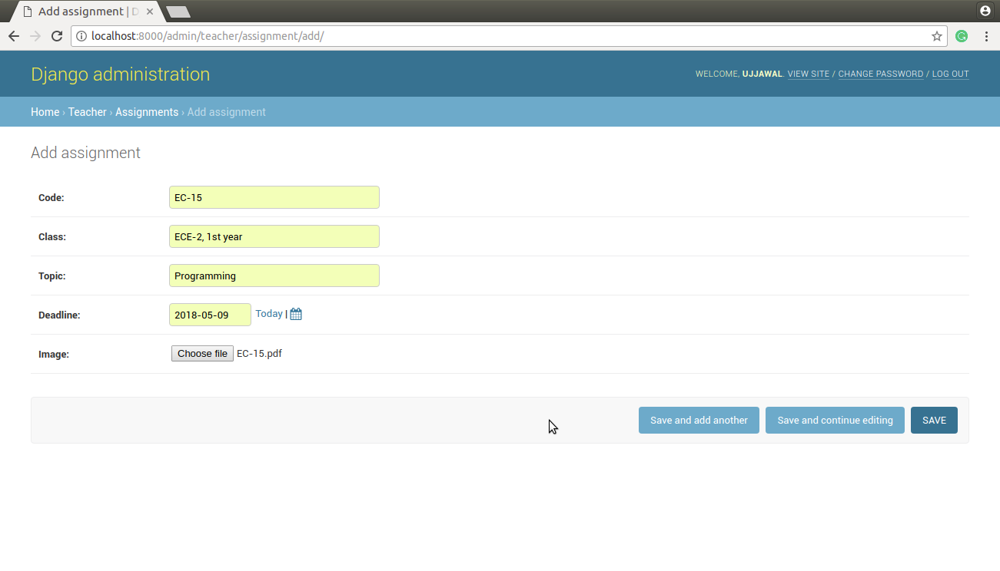 Add assignment | D
localhost:8000/admin/teacher/assignment/add/
Django administration
WELCOME, UJJAWAL. VIEW SITE / CHANGE PASSWORD / LOG OUT
Home › Teacher › Assignments › Add assignment
Add assignment
Code: EC-15
Class: ECE-2, 1st year
Topic: Programming
Deadline: 2018-05-09 Today |
Image: Choose file EC-15.pdf
Save and add another Save and continue editing SAVE